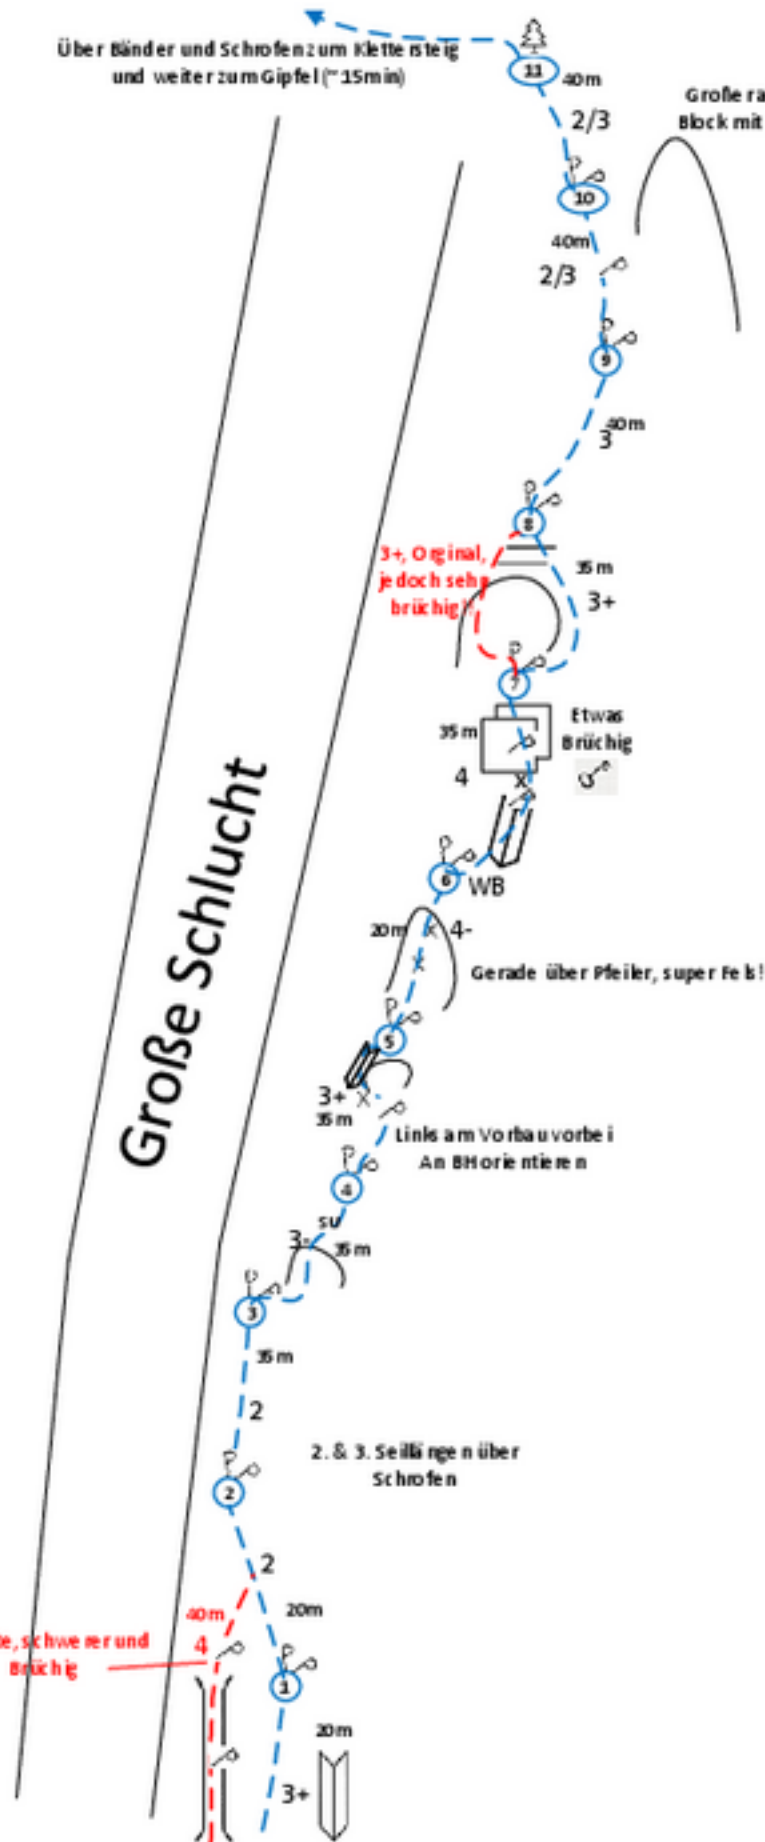 Über Bänder und Schrofen zum Klettersteig
und weiter zum Gipfel (~15min)
11
40m
Große ra
Block mit
2/3
10
40m
2/3
9
40m
3
8
3+, Orginal,
jedoch sehr
brüchig!!
35m
3+
7
35m
Etwas
Brüchig
4
x
Große Schlucht
6
WB
20m
x
4-
x
Gerade über Pfeiler, super Fels!
5
3+
x
35m
Links am Vorbau vorbei
An BH orientieren
4
SU
3-
35m
3
35m
2
2. & 3. Seillängen über
Schrofen
2
2
40m
20m
te, schwerer und
Brüchig
4
1
20m
3+